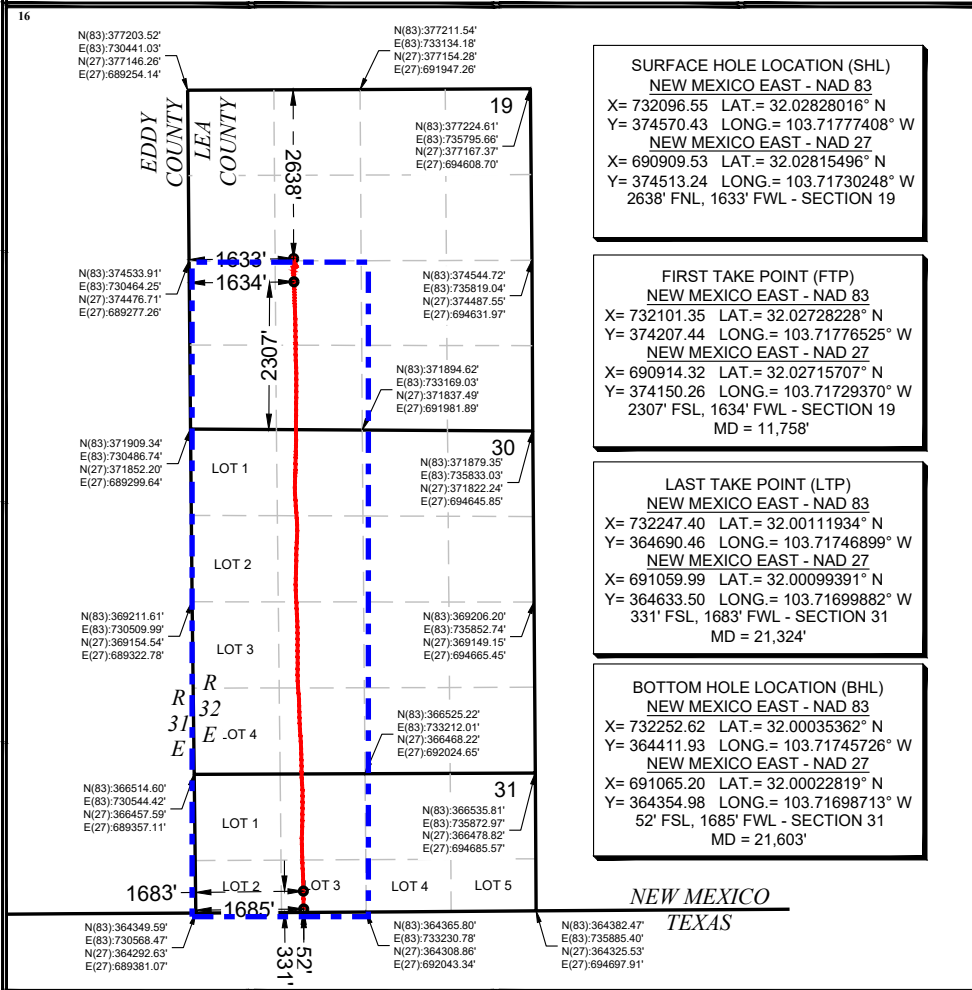 16
N(83):377203.52'
E(83):730441.03'
N(27):377146.26'
E(27):689254.14'
N(83):377211.54'
E(83):733134.18'
N(27):377154.28'
E(27):691947.26'
EDDY
COUNTY
LEA
COUNTY
19
N(83):377224.61'
E(83):735795.66'
N(27):377167.37'
E(27):694608.70'
2638'
1633'
1634'
N(83):374533.91'
E(83):730464.25'
N(27):374476.71'
E(27):689277.26'
N(83):374544.72'
E(83):735819.04'
N(27):374487.55'
E(27):694631.97'
2307'
N(83):371894.62'
E(83):733169.03'
N(27):371837.49'
E(27):691981.89'
N(83):371909.34'
E(83):730486.74'
N(27):371852.20'
E(27):689299.64'
30
N(83):371879.35'
E(83):735833.03'
N(27):371822.24'
E(27):694645.85'
LOT 1
LOT 2
N(83):369211.61'
E(83):730509.99'
N(27):369154.54'
E(27):689322.78'
N(83):369206.20'
E(83):735852.74'
N(27):369149.15'
E(27):694665.45'
LOT 3
R
31
E
R
32
E
LOT 4
N(83):366525.22'
E(83):733212.01'
N(27):366468.22'
E(27):692024.65'
N(83):366514.60'
E(83):730544.42'
N(27):366457.59'
E(27):689357.11'
31
N(83):366535.81'
E(83):735872.97'
N(27):366478.82'
E(27):694685.57'
LOT 1
1683'
LOT 2
LOT 3
LOT 4
LOT 5
1685'
NEW MEXICO
TEXAS
N(83):364349.59'
E(83):730568.47'
N(27):364292.63'
E(27):689381.07'
331'
52'
N(83):364365.80'
E(83):733230.78'
N(27):364308.86'
E(27):692043.34'
N(83):364382.47'
E(83):735885.40'
N(27):364325.53'
E(27):694697.91'
SURFACE HOLE LOCATION (SHL)
NEW MEXICO EAST - NAD 83
X= 732096.55 LAT.= 32.02828016° N
Y= 374570.43 LONG.= 103.71777408° W
NEW MEXICO EAST - NAD 27
X= 690909.53 LAT.= 32.02815496° N
Y= 374513.24 LONG.= 103.71730248° W
2638' FNL, 1633' FWL - SECTION 19
FIRST TAKE POINT (FTP)
NEW MEXICO EAST - NAD 83
X= 732101.35 LAT.= 32.02728228° N
Y= 374207.44 LONG.= 103.71776525° W
NEW MEXICO EAST - NAD 27
X= 690914.32 LAT.= 32.02715707° N
Y= 374150.26 LONG.= 103.71729370° W
2307' FSL, 1634' FWL - SECTION 19
MD = 11,758'
LAST TAKE POINT (LTP)
NEW MEXICO EAST - NAD 83
X= 732247.40 LAT.= 32.00111934° N
Y= 364690.46 LONG.= 103.71746899° W
NEW MEXICO EAST - NAD 27
X= 691059.99 LAT.= 32.00099391° N
Y= 364633.50 LONG.= 103.71699882° W
331' FSL, 1683' FWL - SECTION 31
MD = 21,324'
BOTTOM HOLE LOCATION (BHL)
NEW MEXICO EAST - NAD 83
X= 732252.62 LAT.= 32.00035362° N
Y= 364411.93 LONG.= 103.71745726° W
NEW MEXICO EAST - NAD 27
X= 691065.20 LAT.= 32.00022819° N
Y= 364354.98 LONG.= 103.71698713° W
52' FSL, 1685' FWL - SECTION 31
MD = 21,603'